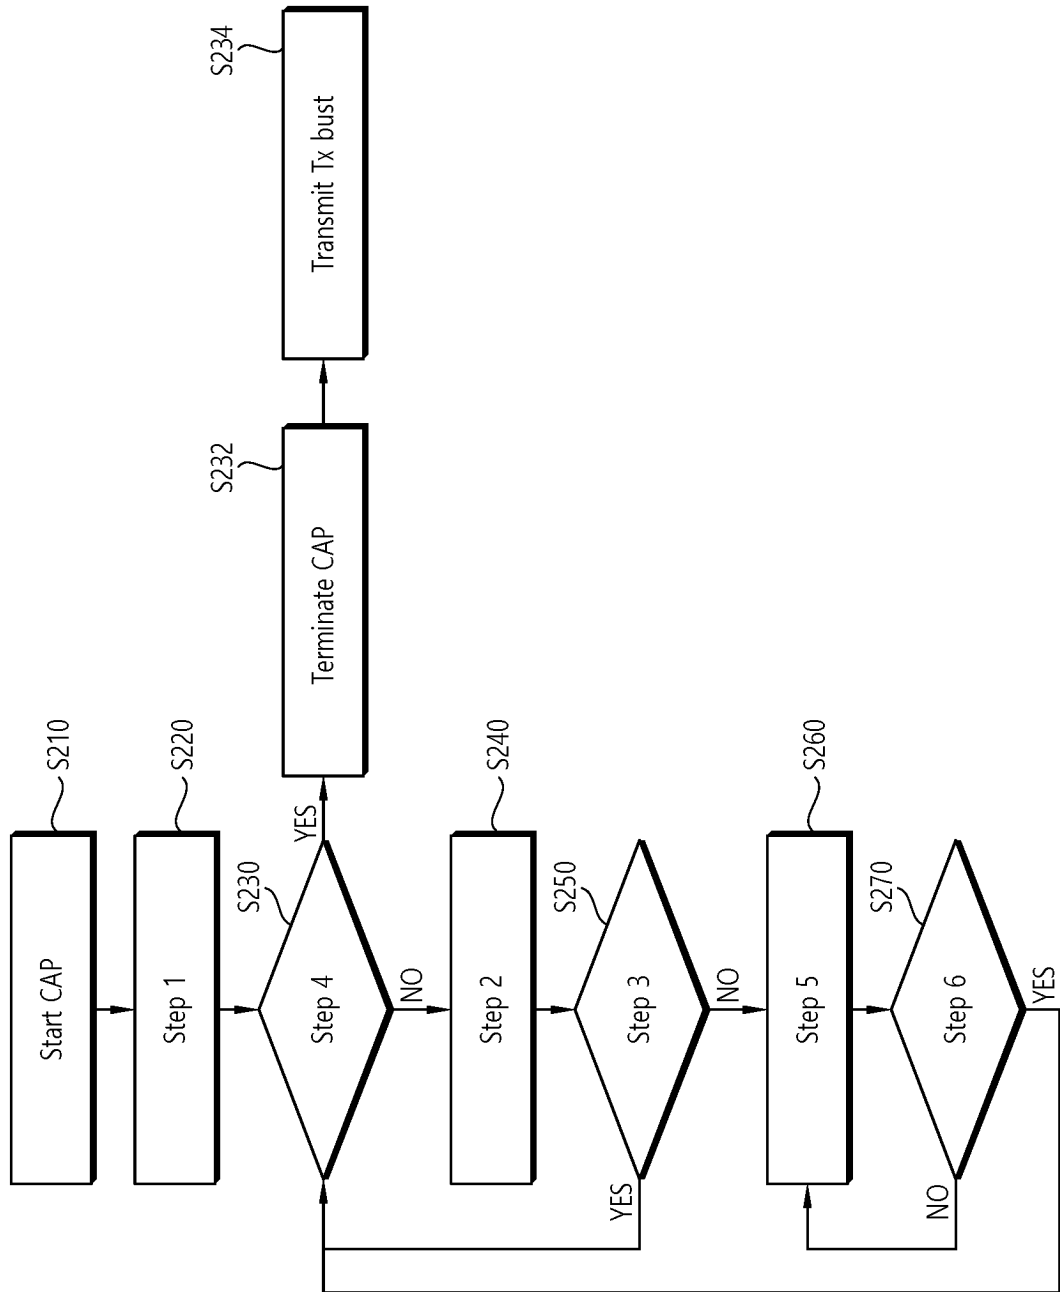 Start CAP
S210
Step 1
S220
Step 4
S230
YES
NO
Terminate CAP
S232
Transmit Tx bust
S234
Step 2
S240
Step 3
S250
YES
NO
Step 5
S260
Step 6
S270
NO
YES